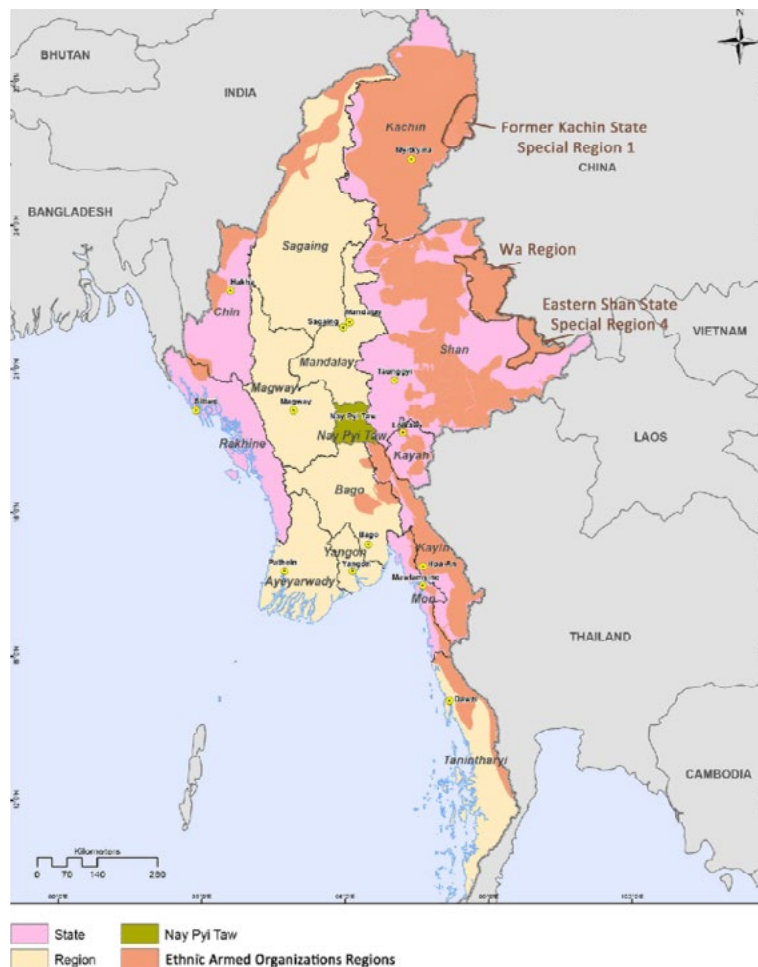 BHUTAN
INDIA
Kachin
Myitkyina
Former Kachin State
Special Region 1
CHINA
BANGLADESH
Sagaing
Wa Region
Hakha
Chin
Sagaing
Mandalay
Eastern Shan State
Special Region 4
VIETNAM
Mandalay
Shan
Taunggyi
Magway
Magway
Sittwe
Nay Pyi Taw
Nay Pyi Taw
Loikaw
LAOS
Rakhine
Kayah
Bago
Bago
Kayin
Yangon
Pathein
Yangon
Hpa-An
Ayeyarwady
Mawlamyine
Mon
THAILAND
Dawei
Tanintharyi
CAMBODIA
Kilometers
0 70 140 280
State
Nay Pyi Taw
Region
Ethnic Armed Organizations Regions